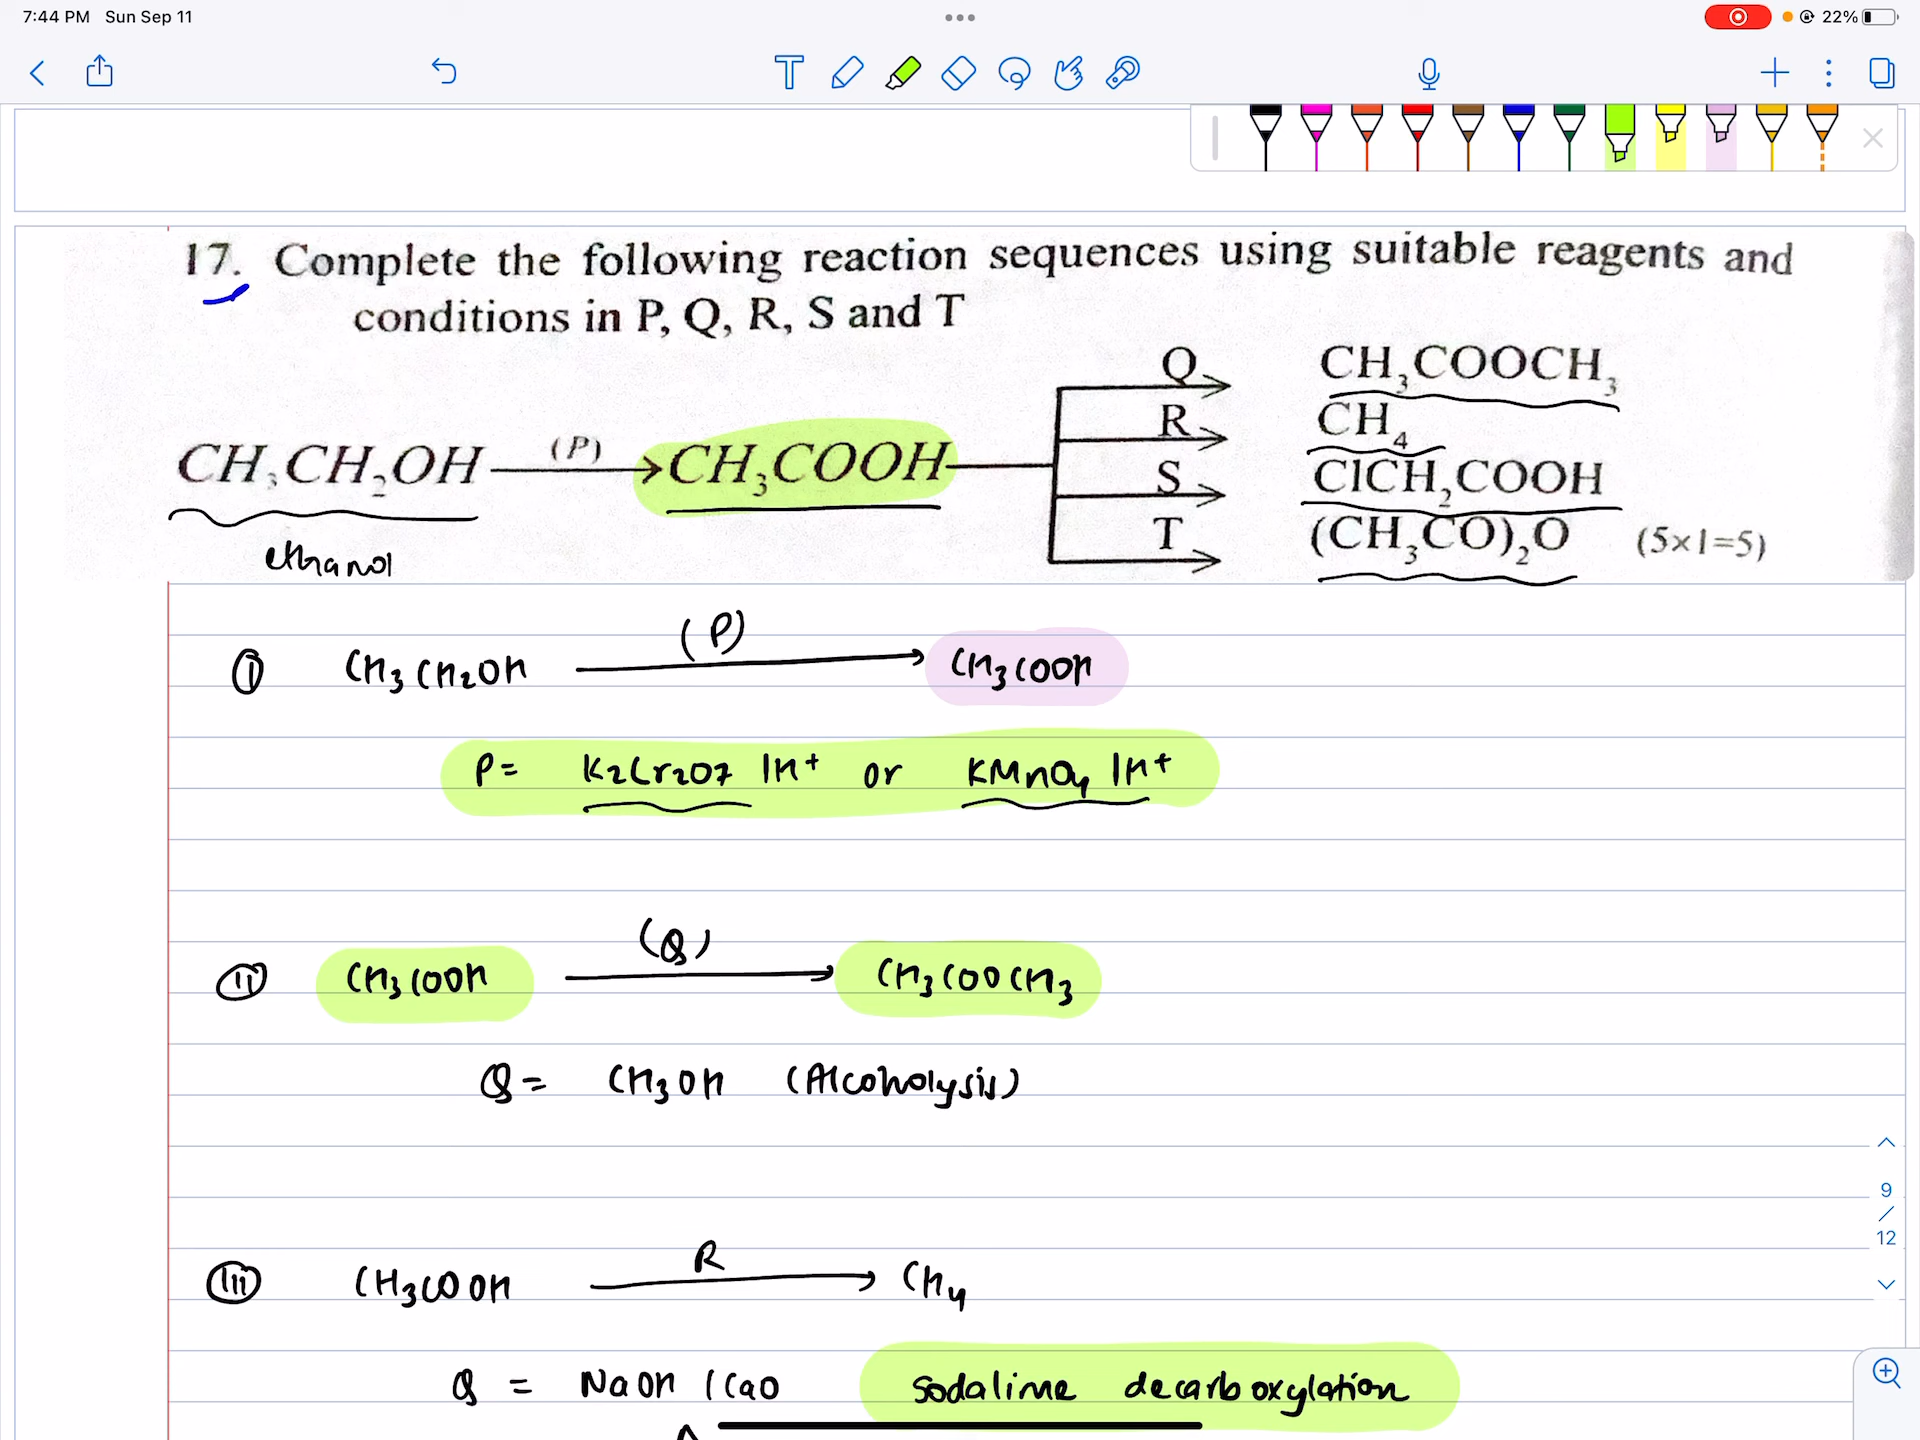 7:44 PM Sun Sep 11
22%
17. Complete the following reaction sequences using suitable reagents and
conditions in P, Q, R, S and T
Q CH₃COOCH₃
R CH₄
CH₃CH₂OH (P) CH₃COOH
S ClCH₂COOH
T (CH₃CO)₂O (5×1=5)
ethanol
(P)
(i) CH₃CH₂OH → CH₃COOH
P = K₂Cr₂O₇ /H⁺ or KMnO₄ /H⁺
(Q)
(ii) CH₃COOH → CH₃COOCH₃
Q = CH₃OH (Alcoholysis)
R
(iii) CH₃COOH → CH₄
Q = NaOH /CaO sodalime decarboxylation
9
/
12